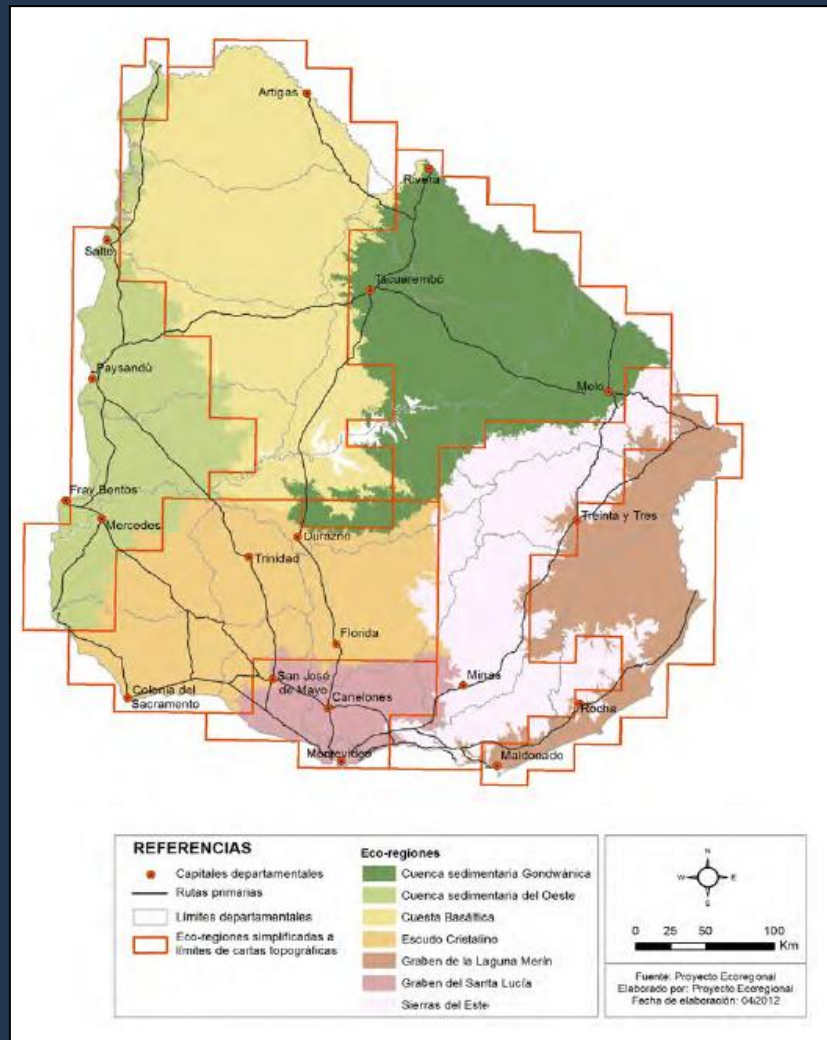 Artigas
Rivera
Salto
Tacuarembó
Paysandú
Melo
Fray Bentos
Mercedes
Treinta y Tres
Durazno
Trinidad
Florida
San José
de Mayo
Minas
Colonia del
Sacramento
Canelones
Rocha
Montevideo
Maldonado
REFERENCIAS
Capitales departamentales
Rutas primarias
Límites departamentales
Eco-regiones simplificadas a
límites de cartas topográficas
Eco-regiones
Cuenca sedimentaria Gondwánica
Cuenca sedimentaria del Oeste
Cuesta Basáltica
Escudo Cristalino
Graben de la Laguna Merín
Graben del Santa Lucía
Sierras del Este
N
W E
S
0 25 50 100
Km
Fuente: Proyecto Ecoregional
Elaborado por: Proyecto Ecoregional
Fecha de elaboración: 04/2012